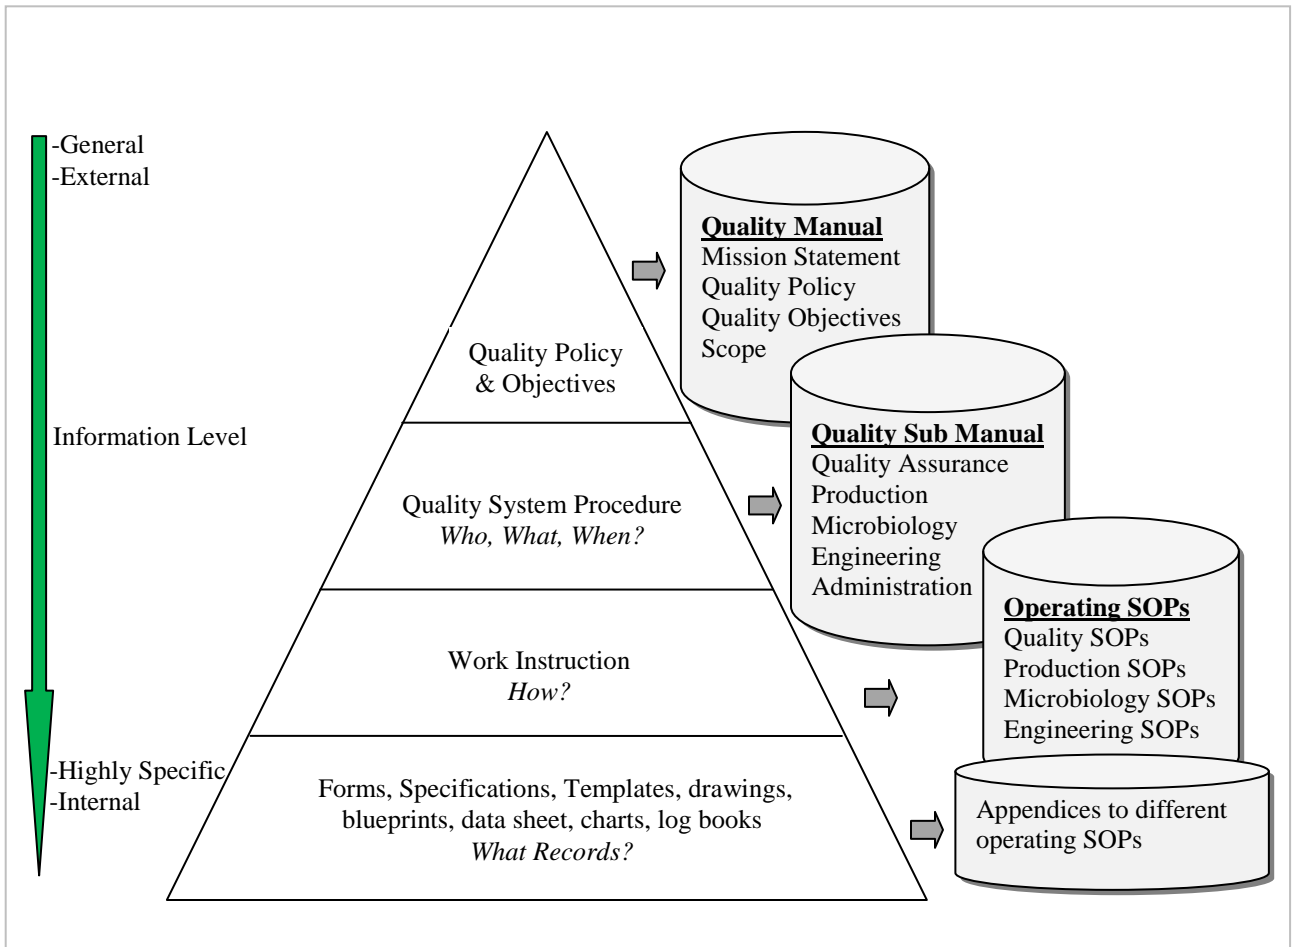 -General
-External
Information Level
-Highly Specific
-Internal
Quality Policy
& Objectives
Quality System Procedure
Who, What, When?
Work Instruction
How?
Forms, Specifications, Templates, drawings,
blueprints, data sheet, charts, log books
What Records?
Quality Manual
Mission Statement
Quality Policy
Quality Objectives
Scope
Quality Sub Manual
Quality Assurance
Production
Microbiology
Engineering
Administration
Operating SOPs
Quality SOPs
Production SOPs
Microbiology SOPs
Engineering SOPs
Appendices to different
operating SOPs